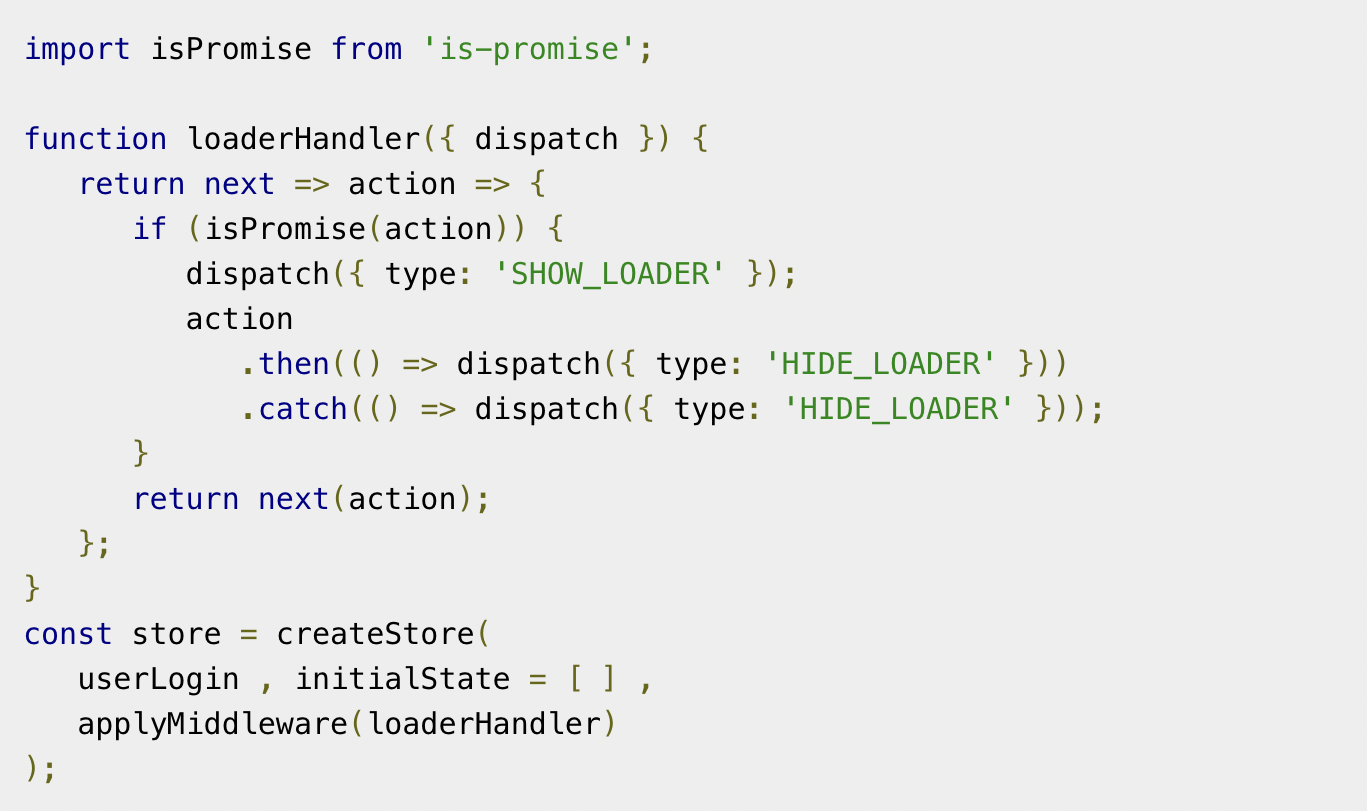 import isPromise from 'is-promise';
function loaderHandler({ dispatch }) {
return next => action => {
if (isPromise(action)) {
dispatch({ type: 'SHOW_LOADER' });
action
.then(() => dispatch({ type: 'HIDE_LOADER' }))
.catch(() => dispatch({ type: 'HIDE_LOADER' }));
}
return next(action);
};
}
const store = createStore(
userLogin , initialState = [ ] ,
applyMiddleware(loaderHandler)
);